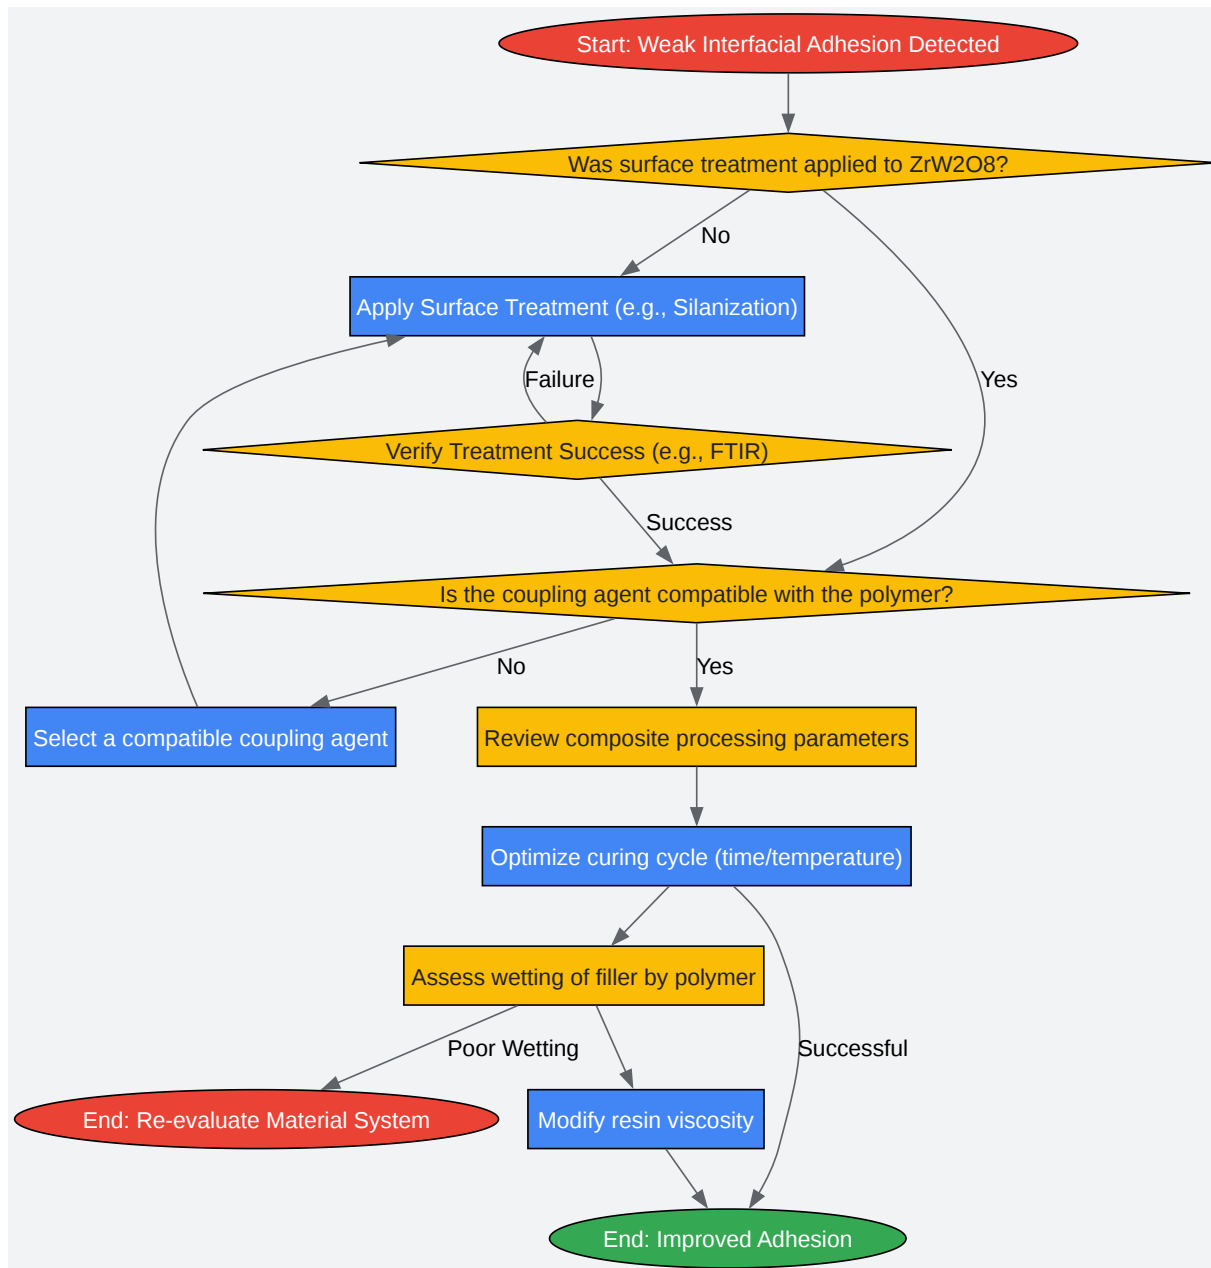 Start: Weak Interfacial Adhesion Detected
Was surface treatment applied to ZrW2O8?
No
Apply Surface Treatment (e.g., Silanization)
Failure
Yes
Verify Treatment Success (e.g., FTIR)
Success
Is the coupling agent compatible with the polymer?
No
Yes
Select a compatible coupling agent
Review composite processing parameters
Optimize curing cycle (time/temperature)
Assess wetting of filler by polymer
Poor Wetting
Successful
End: Re-evaluate Material System
Modify resin viscosity
End: Improved Adhesion